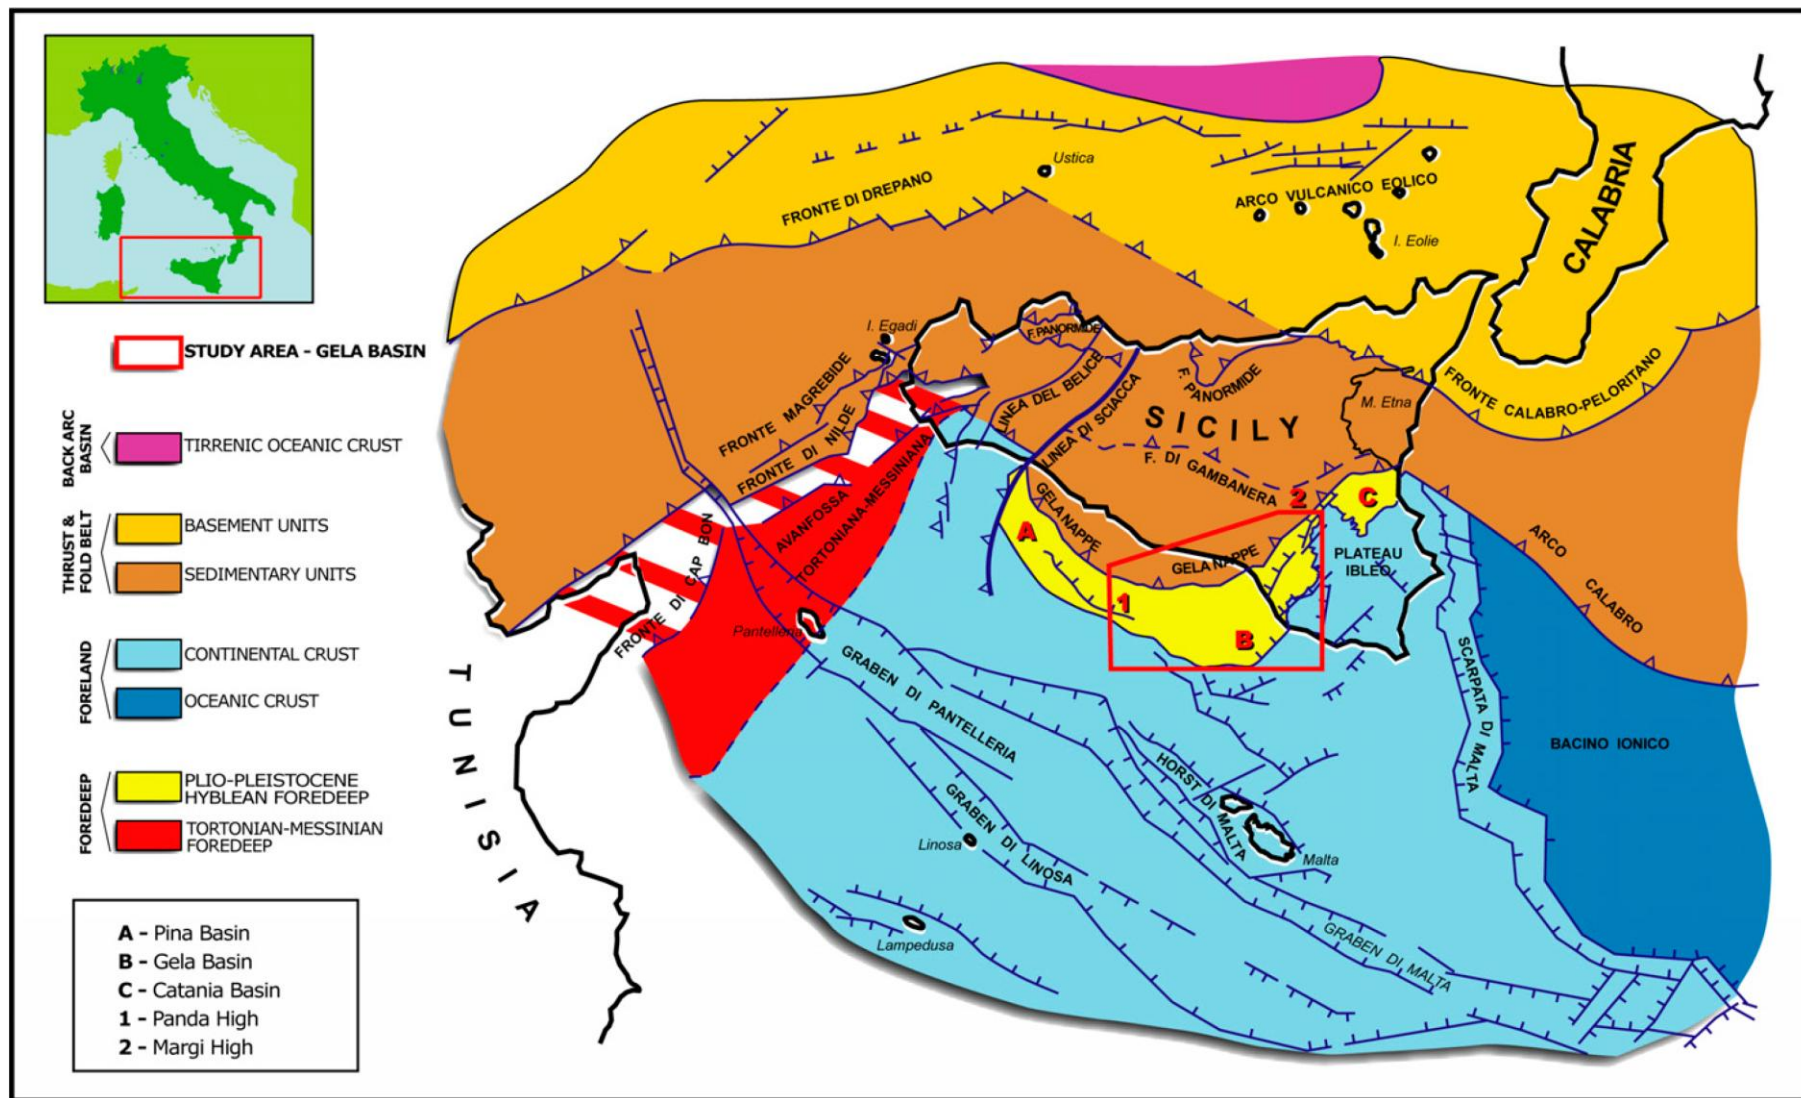 STUDY AREA - GELA BASIN
BACK ARC
BASIN
TIRRENIC OCEANIC CRUST
THRUST &
FOLD BELT
BASEMENT UNITS
SEDIMENTARY UNITS
FORELAND
CONTINENTAL CRUST
OCEANIC CRUST
FOREDEEP
PLIO-PLEISTOCENE
HYBLEAN FOREDEEP
TORTONIAN-MESSINIAN
FOREDEEP
A - Pina Basin
B - Gela Basin
C - Catania Basin
1 - Panda High
2 - Margi High
Ustica
FRONTE DI DREPANO
ARCO VULCANICO EOLICO
I. Eolie
CALABRIA
I. Egadi
F. PANORMIDE
F. PANORMIDE
FRONTE MAGREBIDE
FRONTE DI NILDE
LINEA DEL BELICE
LINEA DI SCIACCA
SICILY
M. Etna
FRONTE CALABRO-PELORITANO
F. DI GAMBANERA
2
C
A
GELA NAPPE
GELA NAPPE
1
B
PLATEAU
IBLEO
ARCO CALABRO
AVANFOSSA
TORTONIANA-MESSINIANA
FRONTE DI CAP BON
Pantelleria
TUNISIA
GRABEN DI PANTELLERIA
SCARPATA DI MALTA
BACINO IONICO
HORST DI MALTA
Malta
GRABEN DI LINOSA
Linosa
Lampedusa
GRABEN DI MALTA